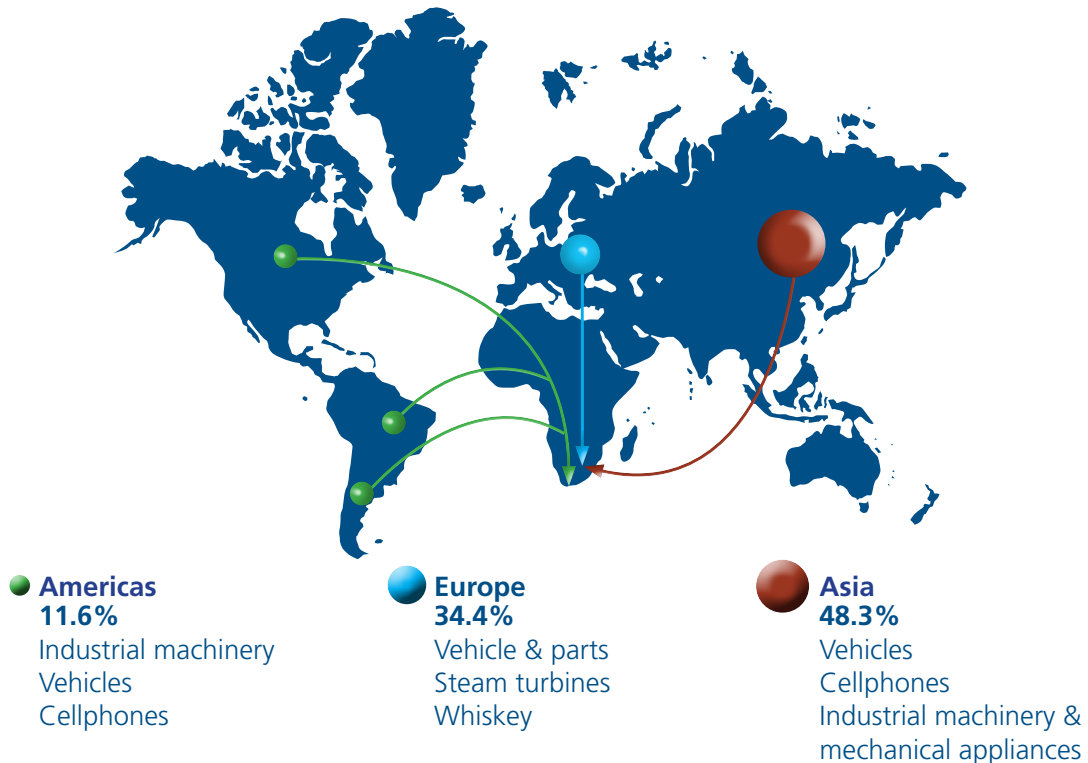 Americas
11.6%
Industrial machinery
Vehicles
Cellphones
Europe
34.4%
Vehicle & parts
Steam turbines
Whiskey
Asia
48.3%
Vehicles
Cellphones
Industrial machinery &
mechanical appliances